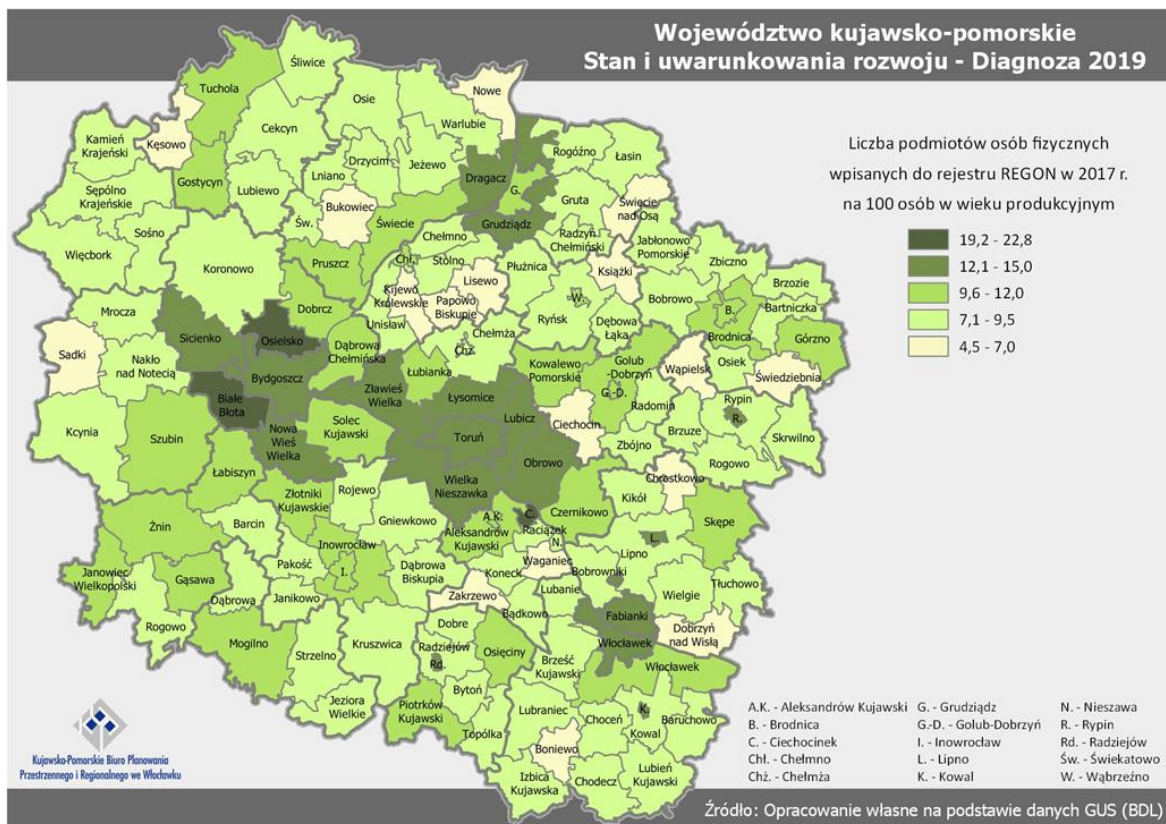 Województwo kujawsko-pomorskie
Stan i uwarunkowania rozwoju - Diagnoza 2019
Liczba podmiotów osób fizycznych
wpisanych do rejestru REGON w 2017 r.
na 100 osób w wieku produkcyjnym
19,2 - 22,8
12,1 - 15,0
9,6 - 12,0
7,1 - 9,5
4,5 - 7,0
Śliwice
Tuchola
Nowe
Osie
Warlubie
Cekcyn
Kamień
Krajeński
Kęsowo
Rogóźno
Łasin
Drzycim
Jeżewo
Dragacz
Lniano
Gostycyn
Lubiewo
G.
Sępólno
Krajeńskie
Bukowiec
Gruta
Świecie
nad Osą
Św.
Świecie
Grudziądz
Radzyń
Chełmiński
Sośno
Chełmno
Jabłonowo
Pomorskie
Więcbork
Koronowo
Pruszcz
Chł.
Stolno
Płużnica
Książki
Zbiczno
Lisewo
Kijewo
Królewskie
Papowo
Biskupie
W.
Bobrowo
Brzozie
Bartniczka
Mrocza
Dobrcz
Unisław
Ryńsk
Dębowa
Łąka
B.
Brodnica
Górzno
Sicienko
Osielsko
Dąbrowa
Chełmińska
Chełmża
Chż.
Sadki
Nakło
nad Notecią
Bydgoszcz
Łubianka
Kowalewo
Pomorskie
Golub
-Dobrzyń
G.-D.
Wąpielsk
Osiek
Świedziebnia
Zławieś
Wielka
Łysomice
Białe
Błota
Lubicz
Ciechocin
Radomin
Rypin
R.
Kcynia
Szubin
Nowa
Wieś
Wielka
Solec
Kujawski
Toruń
Zbójno
Brzuze
Skrwilno
Obrowo
Rogowo
Łabiszyn
Wielka
Nieszawka
Chrostkowo
Złotniki
Kujawskie
Rojewo
Kikół
Czernikowo
Gniewkowo
A.K.
C.
Raciążek
N.
Skępe
Żnin
Barcin
Aleksandrów
Kujawski
L.
Inowrocław
I.
Lipno
Pakość
Dąbrowa
Biskupia
Koneck
Waganiec
Bobrowniki
Janowiec
Wielkopolski
Gąsawa
Tłuchowo
Dąbrowa
Janikowo
Zakrzewo
Lubanie
Wielgie
Rogowo
Bądkowo
Fabianki
Dobre
Dobrzyń
nad Wisłą
Mogilno
Kruszwica
Radziejów
Rd.
Osięciny
Włocławek
Strzelno
Brześć
Kujawski
Włocławek
Bytoń
Jeziora
Wielkie
Piotrków
Kujawski
Lubraniec
K.
Topólka
Choceń
Kowal
Baruchowo
Boniewo
Izbica
Kujawska
Chodecz
Lubień
Kujawski
A.K. - Aleksandrów Kujawski
B. - Brodnica
C. - Ciechocinek
Chł. - Chełmno
Chż. - Chełmża
G. - Grudziądz
G.-D. - Golub-Dobrzyń
I. - Inowrocław
L. - Lipno
K. - Kowal
N. - Nieszawa
R. - Rypin
Rd. - Radziejów
Św. - Świekatowo
W. - Wąbrzeźno
Kujawsko-Pomorskie Biuro Planowania
Przestrzennego i Regionalnego we Włocławku
Źródło: Opracowanie własne na podstawie danych GUS (BDL)